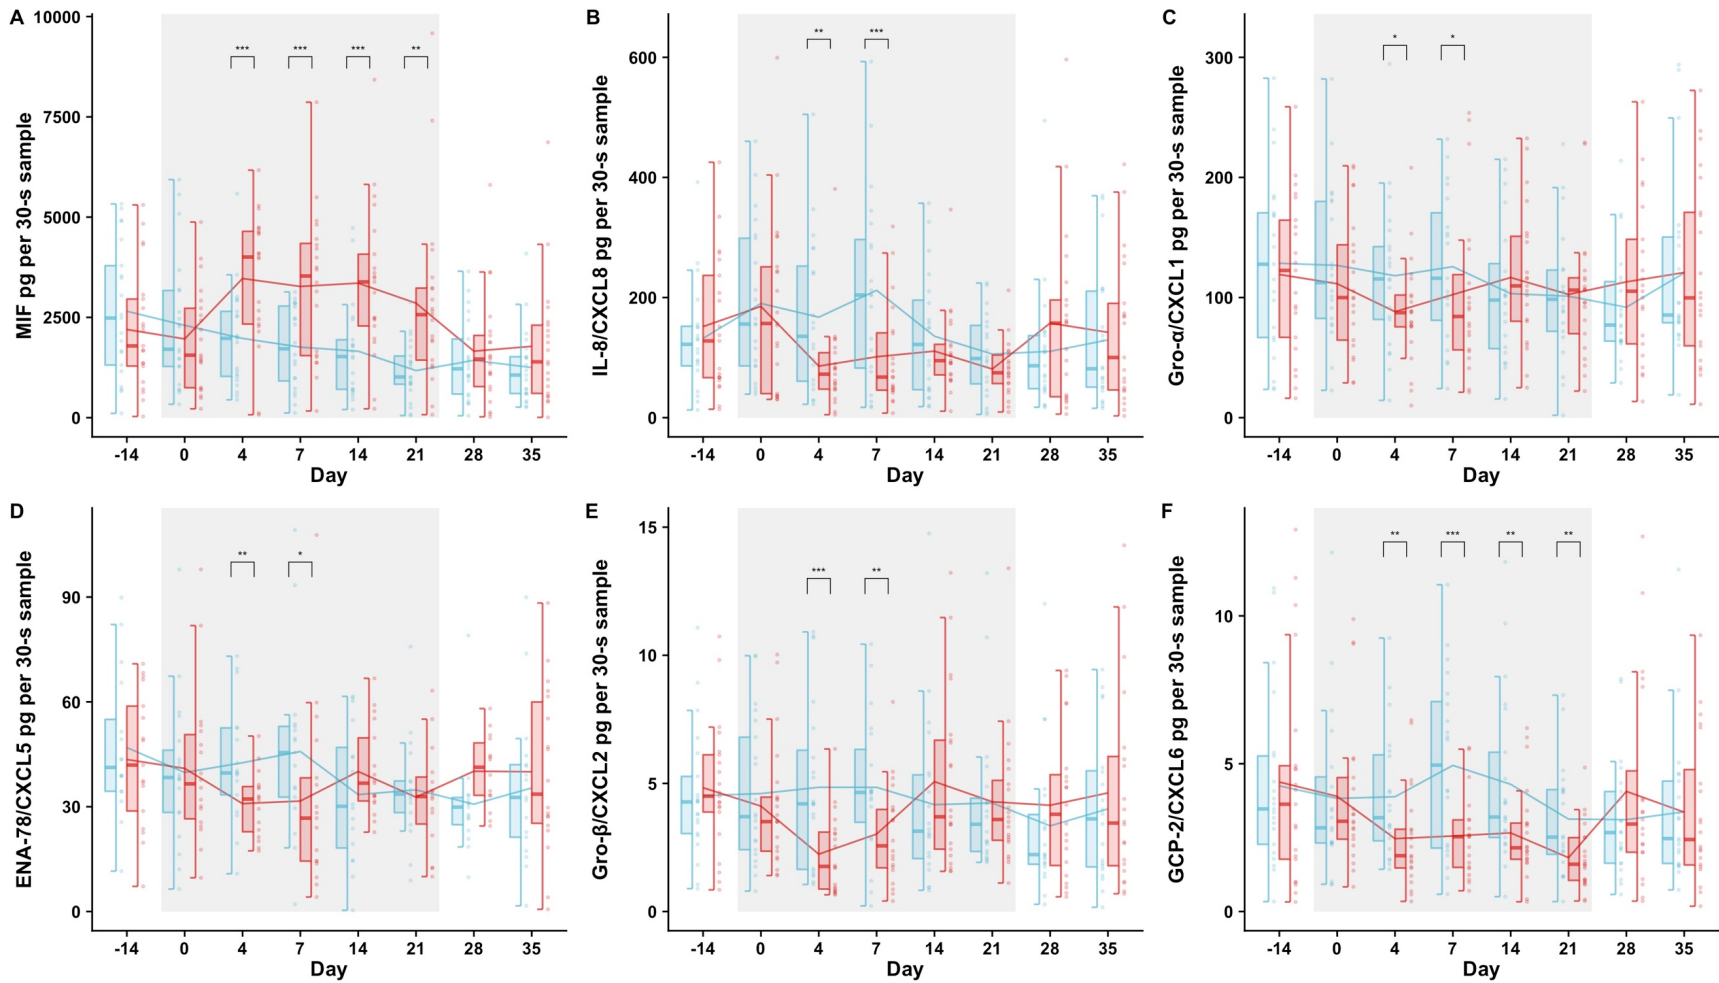 A
MIF pg per 30-s sample
10000
7500
5000
2500
0
*** *** *** **
-14 0 4 7 14 21 28 35
Day
B
IL-8/CXCL8 pg per 30-s sample
600
400
200
0
** ***
-14 0 4 7 14 21 28 35
Day
C
Gro-α/CXCL1 pg per 30-s sample
300
200
100
0
* *
-14 0 4 7 14 21 28 35
Day
D
ENA-78/CXCL5 pg per 30-s sample
90
60
30
0
** *
-14 0 4 7 14 21 28 35
Day
E
Gro-β/CXCL2 pg per 30-s sample
15
10
5
0
*** **
-14 0 4 7 14 21 28 35
Day
F
GCP-2/CXCL6 pg per 30-s sample
10
5
0
** *** ** **
-14 0 4 7 14 21 28 35
Day